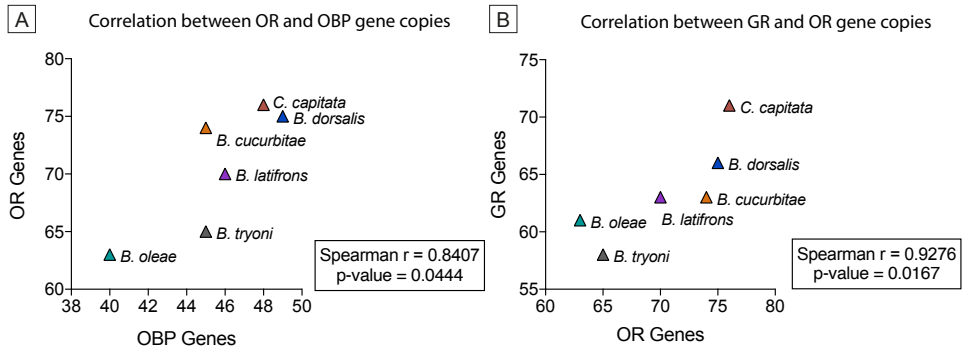 A
Correlation between OR and OBP gene copies
80
75
70
65
60
OR Genes
C. capitata
B. dorsalis
B. cucurbitae
B. latifrons
B. tryoni
B. oleae
Spearman r = 0.8407
p-value = 0.0444
38 40 42 44 46 48 50
OBP Genes
B
Correlation between GR and OR gene copies
75
70
65
60
55
GR Genes
C. capitata
B. dorsalis
B. cucurbitae
B. latifrons
B. oleae
B. tryoni
Spearman r = 0.9276
p-value = 0.0167
60 65 70 75 80
OR Genes